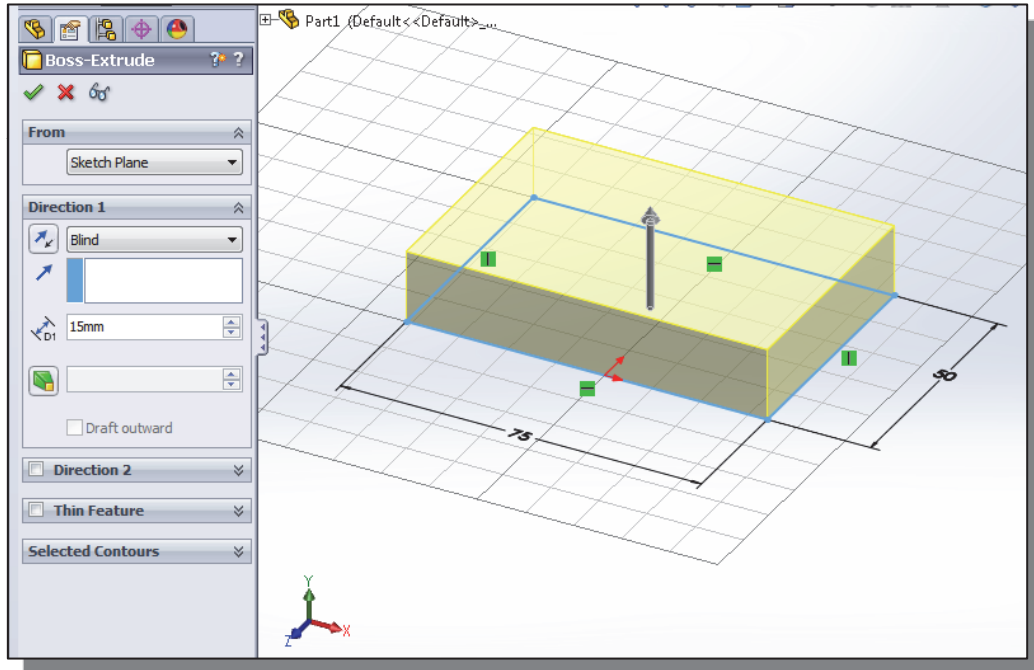 Part1 (Default<<Default>_...
Boss-Extrude
? ?
From
Sketch Plane
Direction 1
Blind
D1
15mm
Draft outward
Direction 2
Thin Feature
Selected Contours
75
50
Y
X
Z